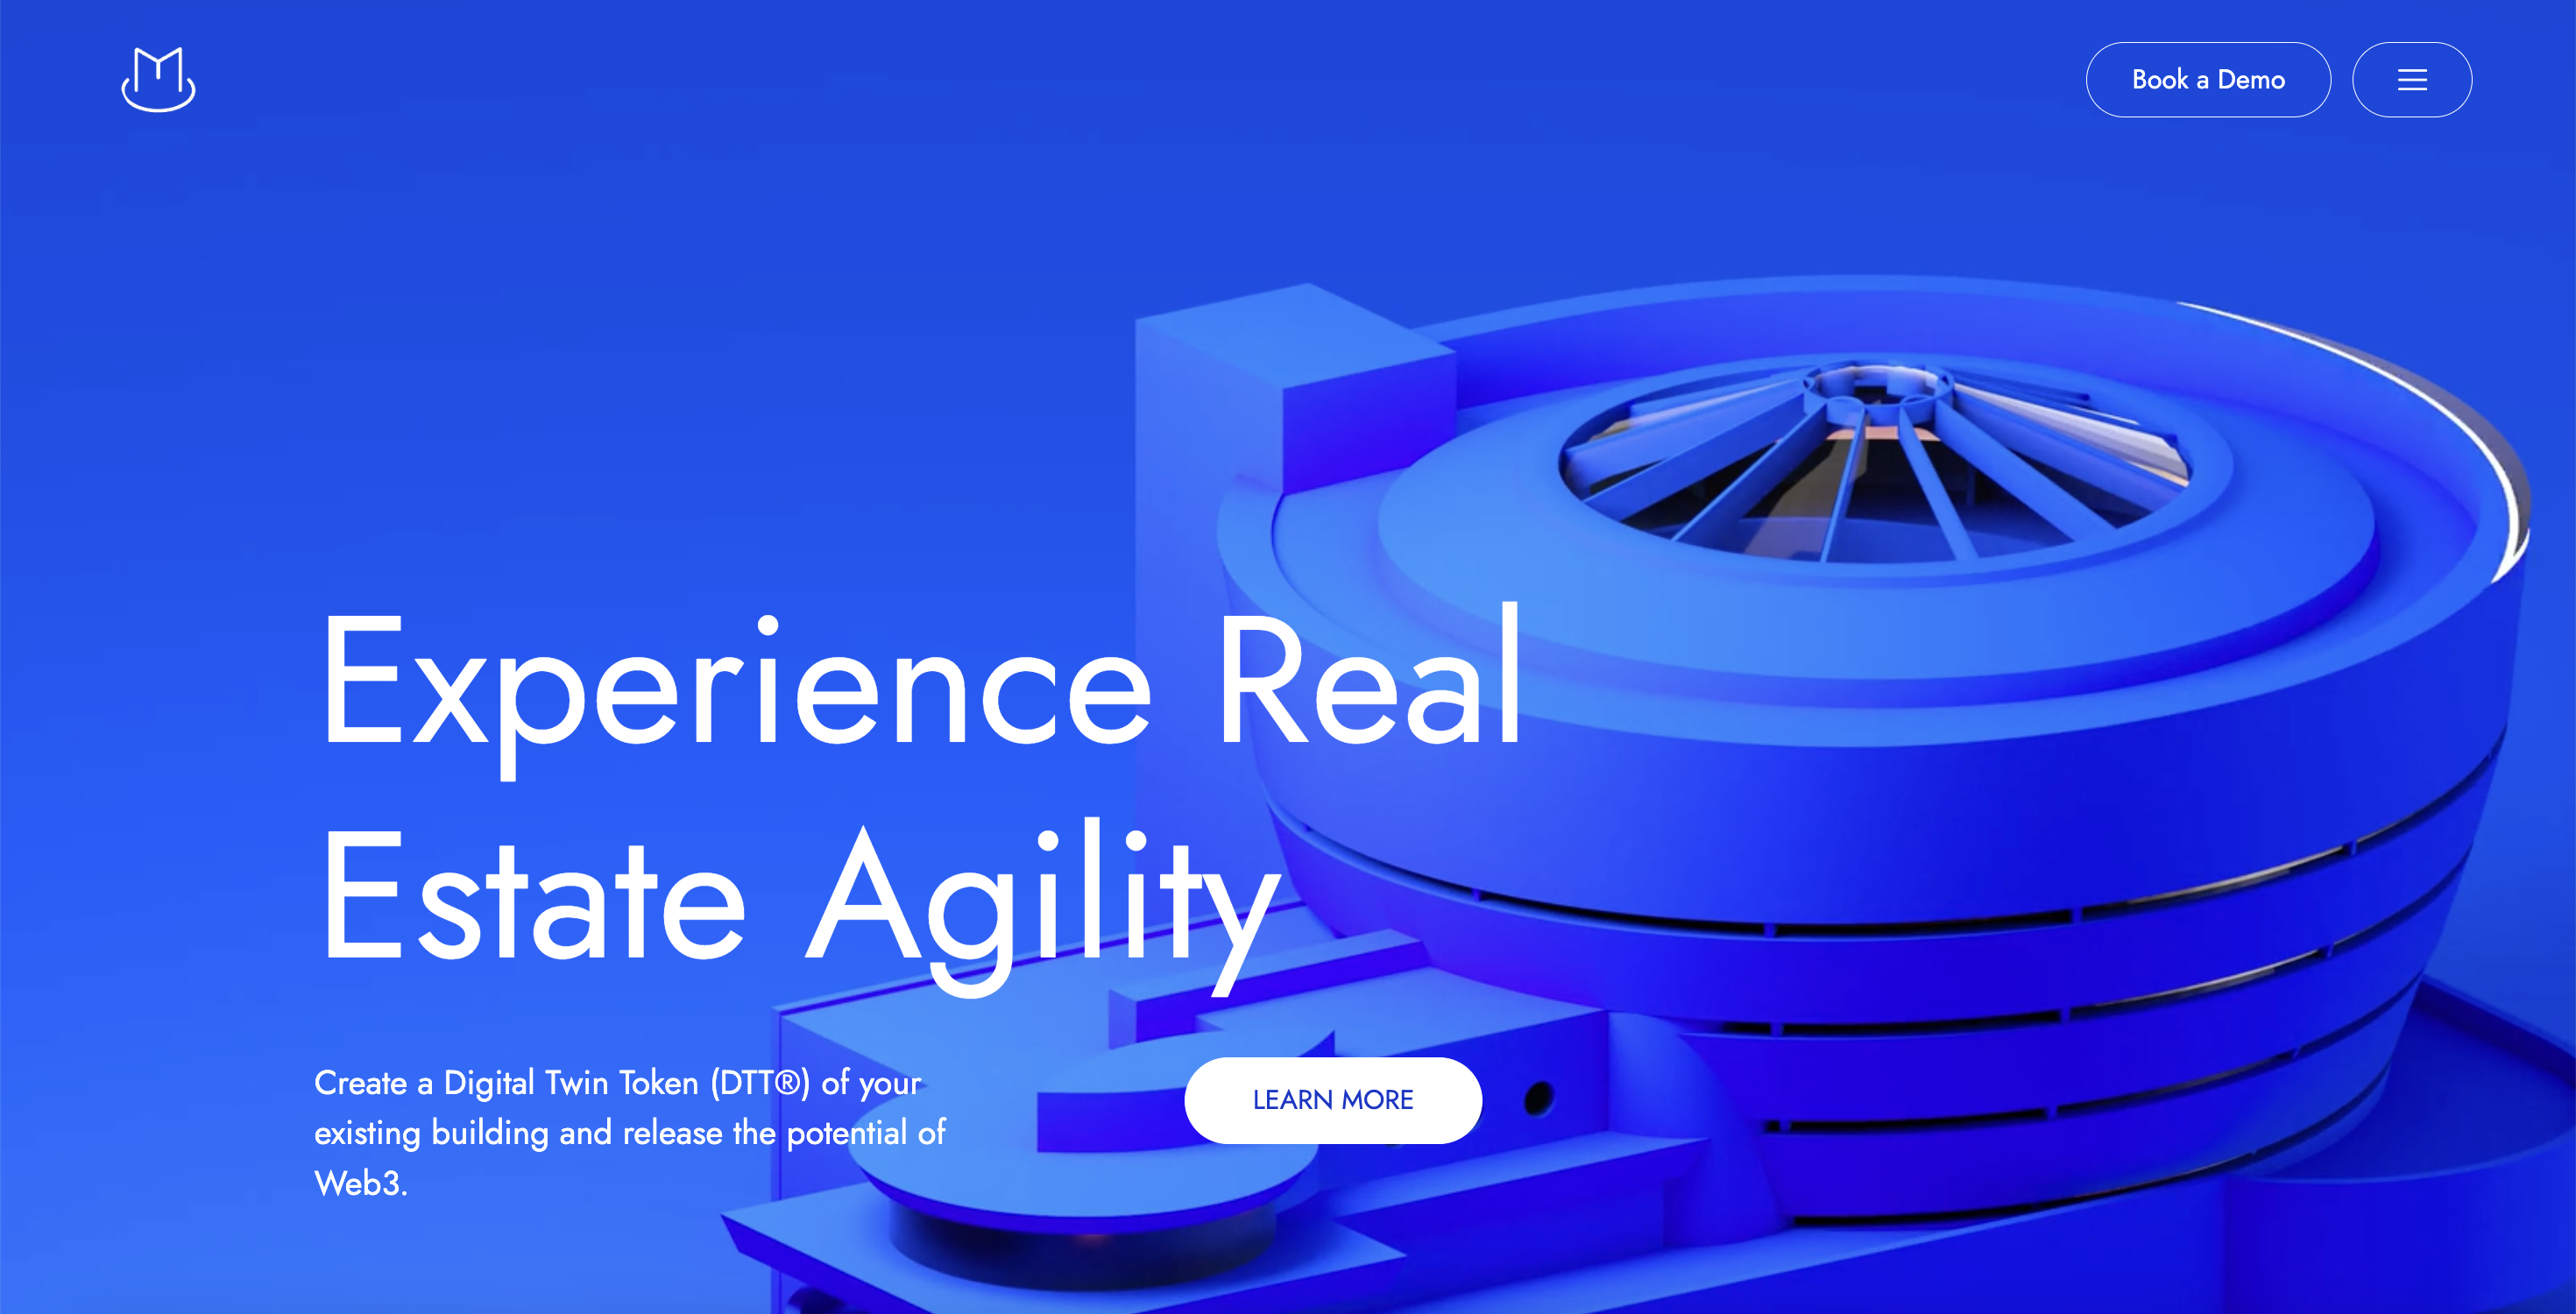 Book a Demo
Experience Real
Estate Agility
Create a Digital Twin Token (DTT®) of your
existing building and release the potential of
Web3.
LEARN MORE